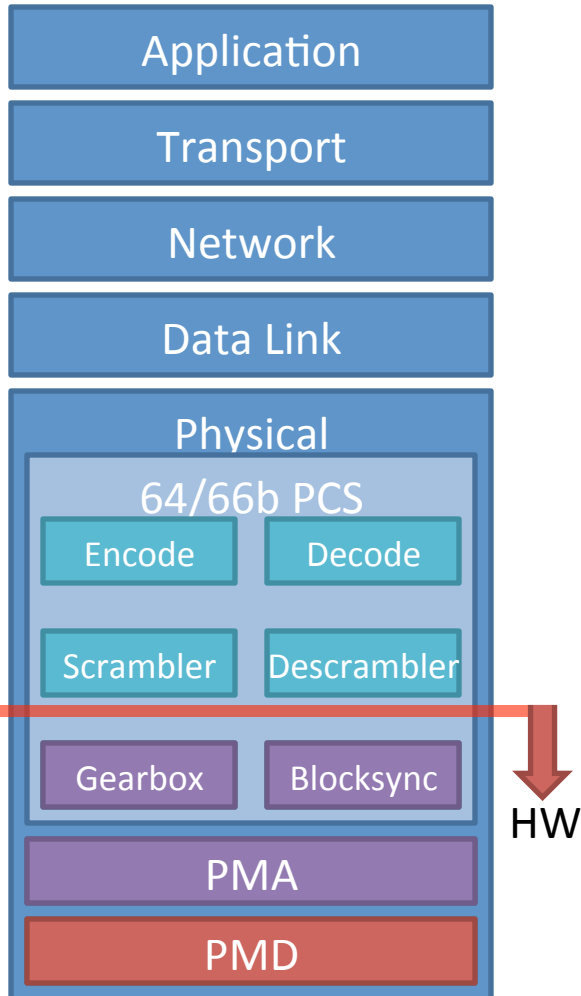 Application
Transport
Network
Data Link
Physical
64/66b PCS
Encode Decode
Scrambler Descrambler
Gearbox Blocksync
HW
PMA
PMD